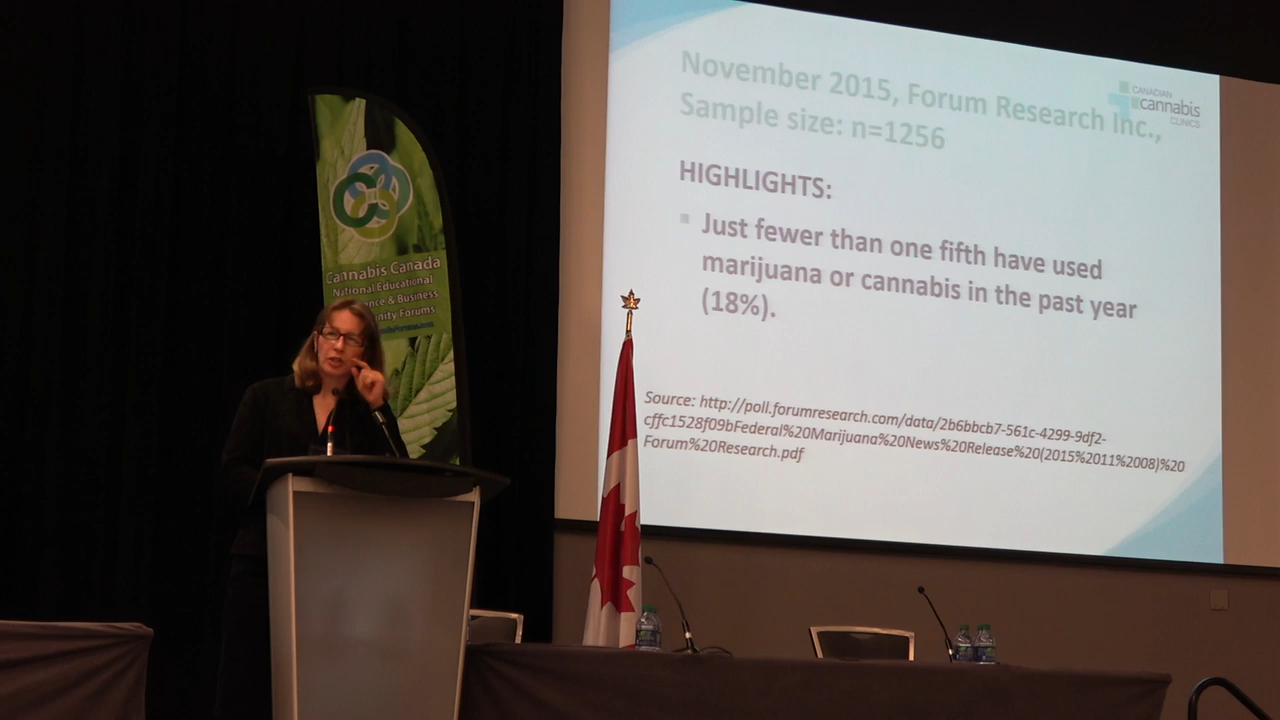 November 2015, Forum Research Inc.,
Sample size: n=1256
CANADIAN
cannabis
CLINICS
HIGHLIGHTS:
Just fewer than one fifth have used
marijuana or cannabis in the past year
(18%).
Source: http://poll.forumresearch.com/data/2b6bbcb7-561c-4299-9df2-
cffc1528f09bFederal%20Marijuana%20News%20Release%20(2015%2011%2008)%20
Forum%20Research.pdf
Cannabis Canada
National Educational
& Business
Forums